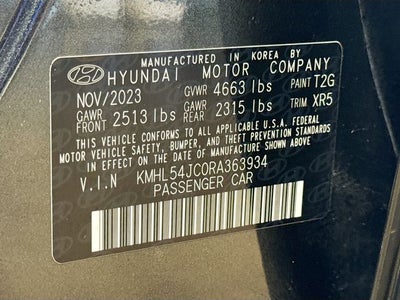 MANUFACTURED IN KOREA BY
HYUNDAI MOTOR COMPANY
NOV/2023 GVWR 4663 lbs PAINT T2G
GAWR FRONT 2513 lbs GAWR REAR 2315 lbs TRIM XR5
THIS VEHICLE CONFORMS TO ALL APPLICABLE U.S.A. FEDERAL
MOTOR VEHICLE SAFETY, BUMPER, AND THEFT PREVENTION STANDARDS
IN EFFECT ON THE DATE OF MANUFACTURE SHOWN ABOVE.
V.I.N KMHL54JC0RA363934
PASSENGER CAR